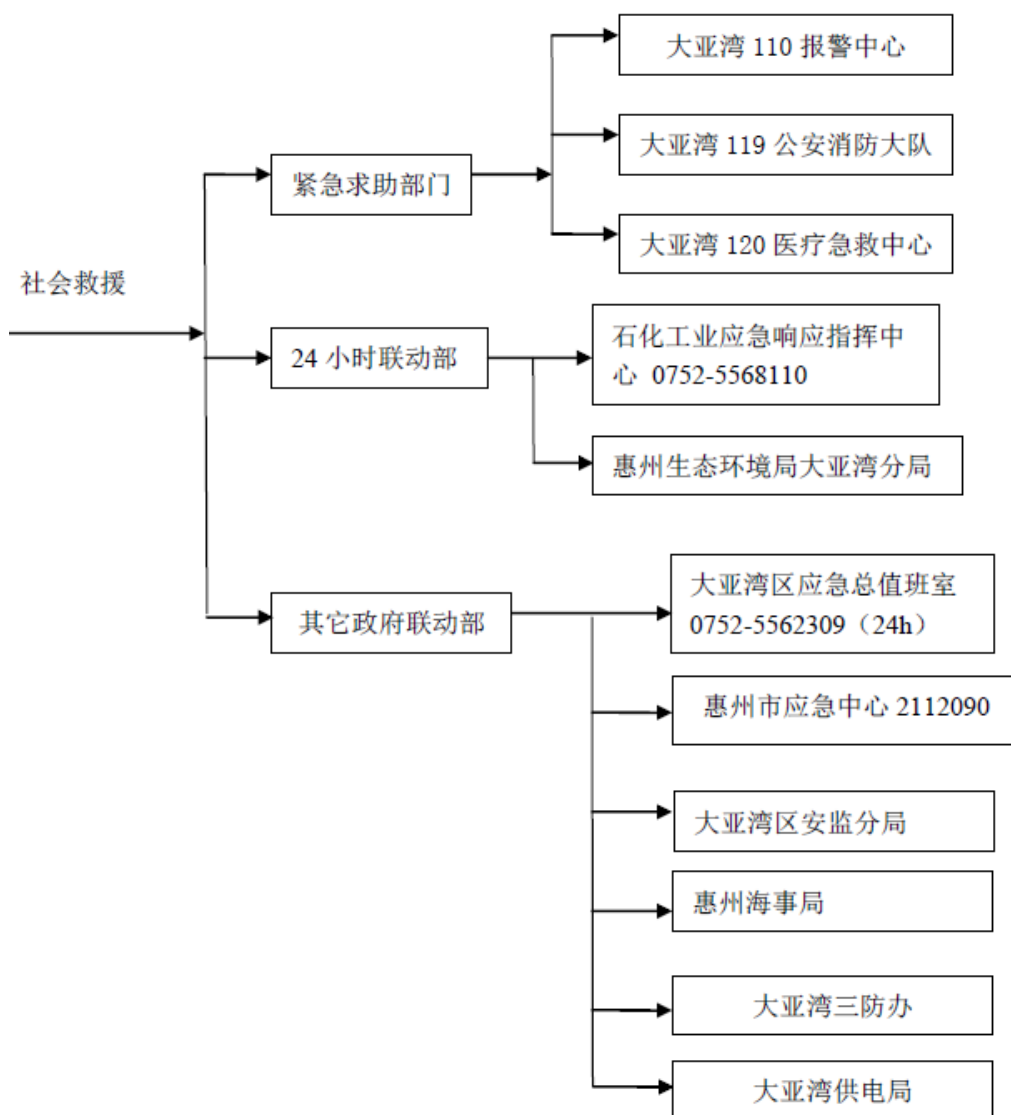 社会救援
紧急求助部门
大亚湾 110 报警中心
大亚湾 119 公安消防大队
大亚湾 120 医疗急救中心
24 小时联动部
石化工业应急响应指挥中
心 0752-5568110
惠州生态环境局大亚湾分局
其它政府联动部
大亚湾区应急总值班室
0752-5562309（24h）
惠州市应急中心 2112090
大亚湾区安监分局
惠州海事局
大亚湾三防办
大亚湾供电局